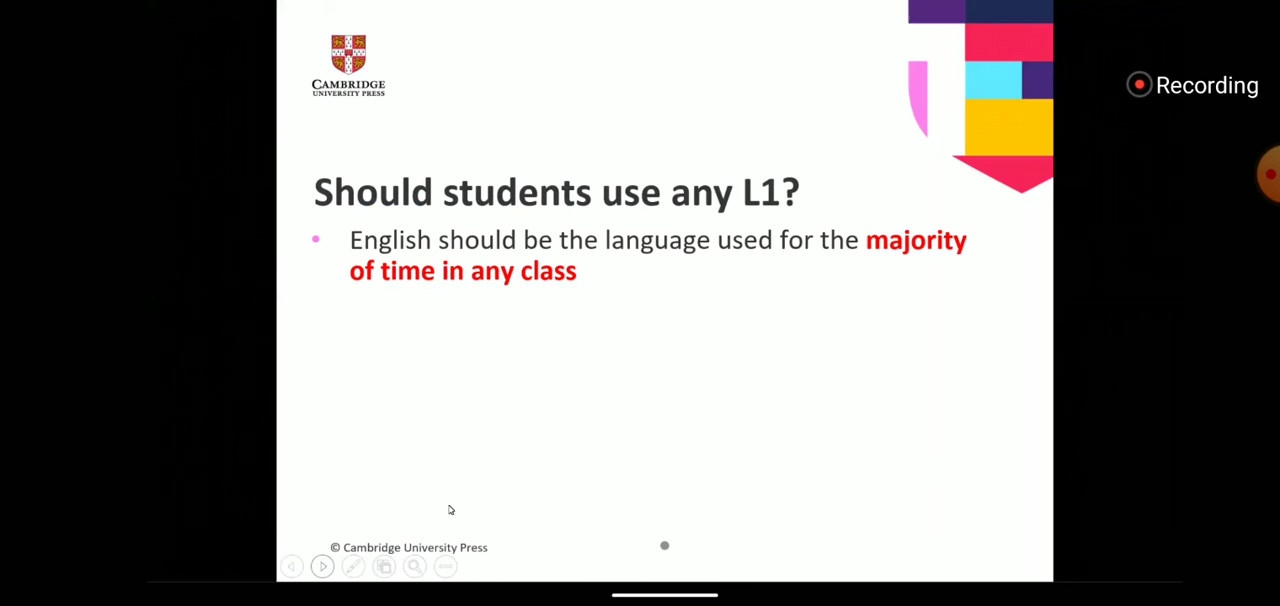 CAMBRIDGE
UNIVERSITY PRESS
Recording
Should students use any L1?
• English should be the language used for the majority
of time in any class
© Cambridge University Press